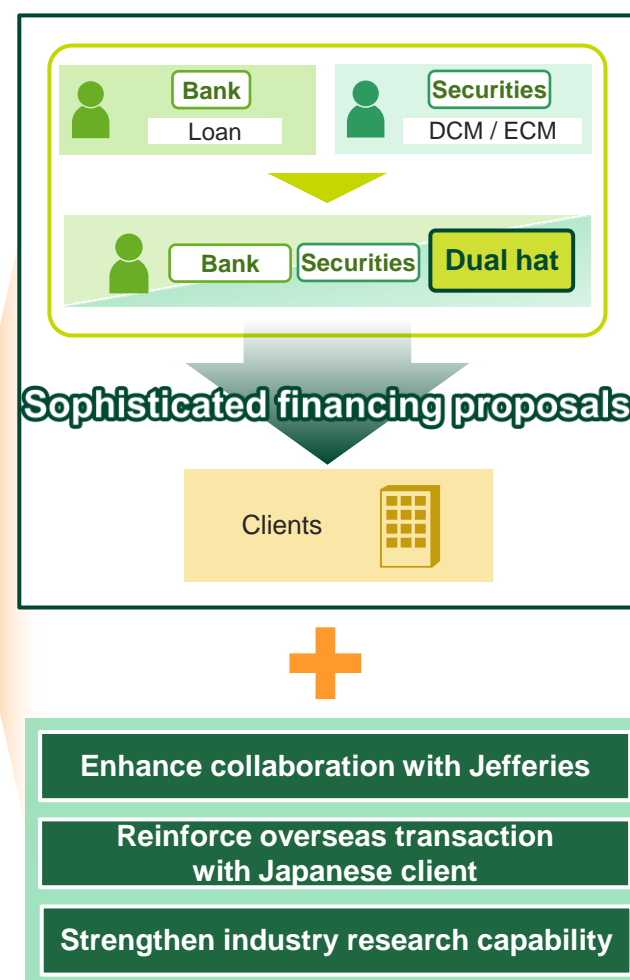 Bank
Loan
Securities
DCM / ECM
Bank
Securities
Dual hat
Sophisticated financing proposals
Clients
Enhance collaboration with Jefferies
Reinforce overseas transaction
with Japanese client
Strengthen industry research capability